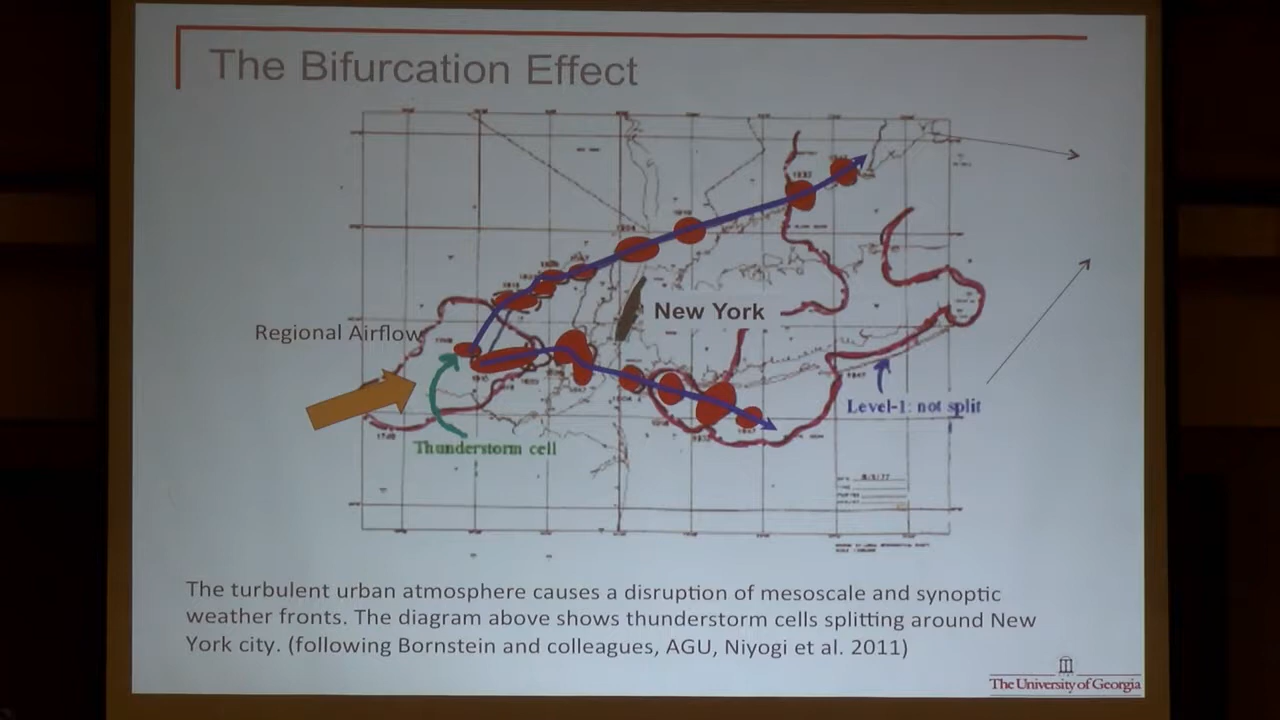 The Bifurcation Effect
New York
Regional Airflow
Level-1: not split
Thunderstorm cell
The turbulent urban atmosphere causes a disruption of mesoscale and synoptic
weather fronts. The diagram above shows thunderstorm cells splitting around New
York city. (following Bornstein and colleagues, AGU, Niyogi et al. 2011)
The University of Georgia